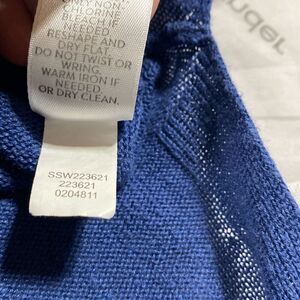 ONLY NON-
CHLORINE
BLEACH IF
NEEDED
RESHAPE AND
DRY FLAT.
DO NOT TWIST OR
WRING.
WARM IRON IF
NEEDED.
OR DRY CLEAN.
SSW223621
223621
0204811